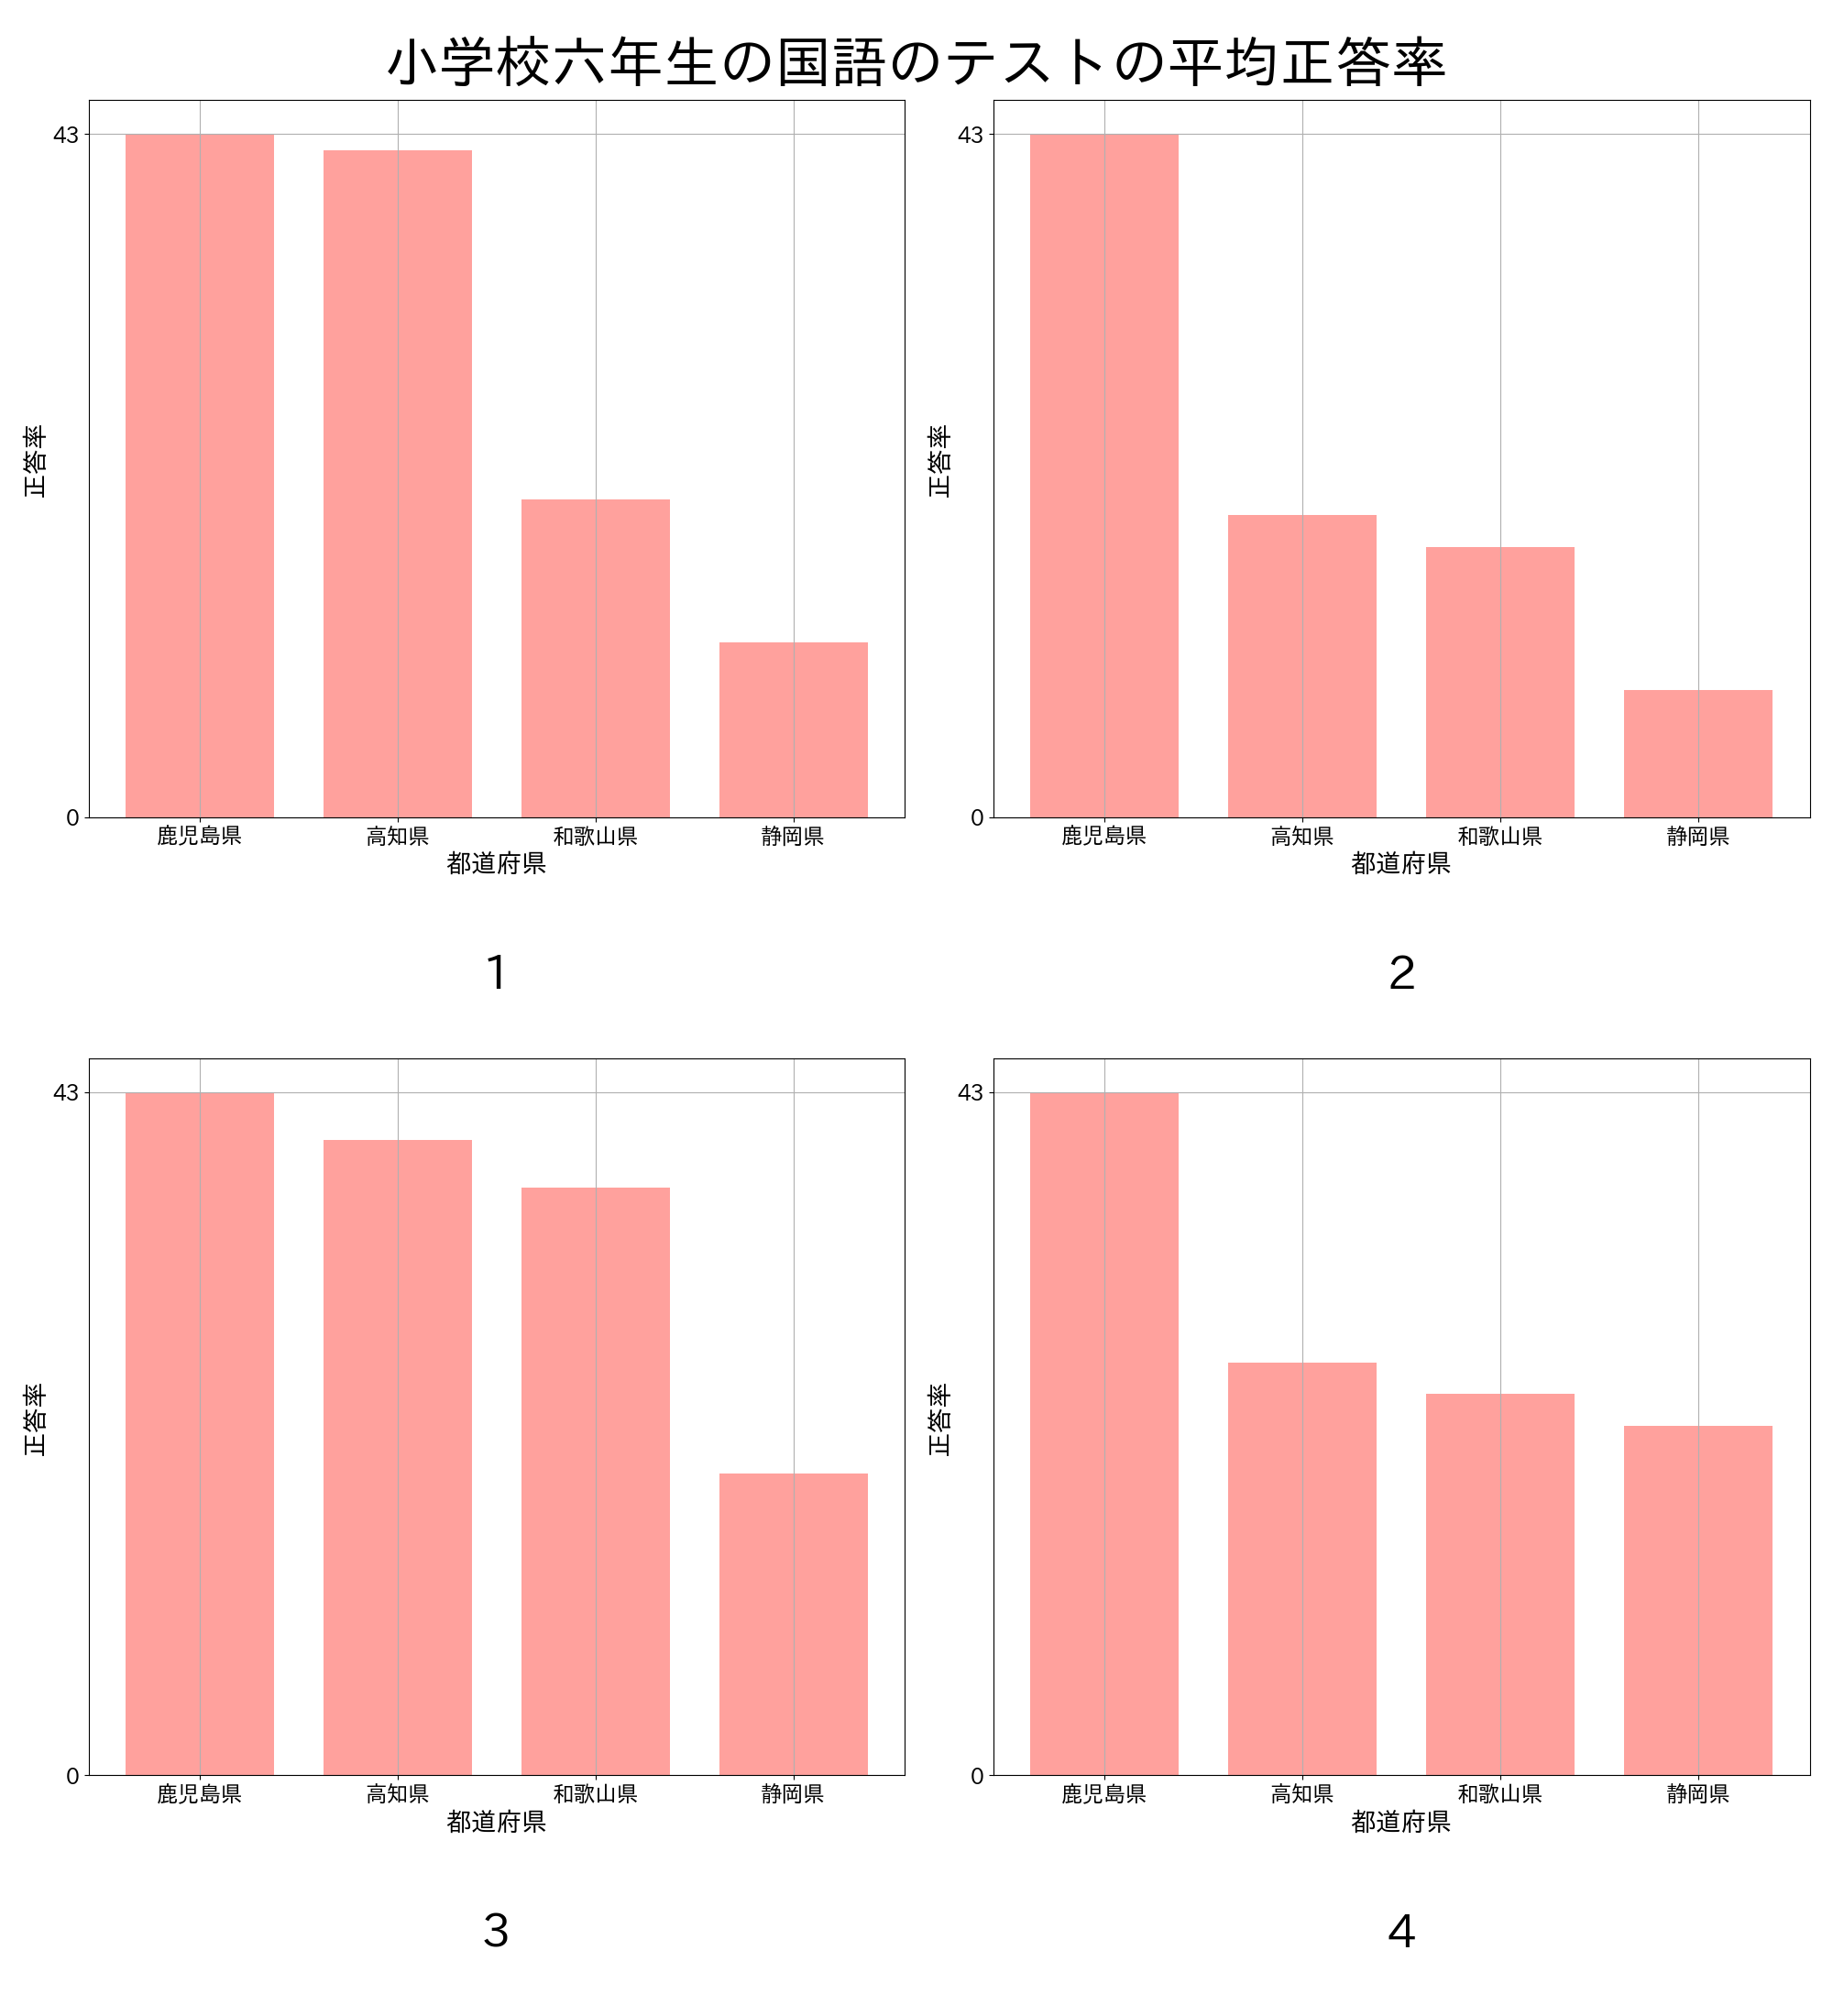 小学校六年生の国語のテストの平均正答率
43
0
正答率
鹿児島県 高知県 和歌山県 静岡県
都道府県
1
43
0
正答率
鹿児島県 高知県 和歌山県 静岡県
都道府県
2
43
0
正答率
鹿児島県 高知県 和歌山県 静岡県
都道府県
3
43
0
正答率
鹿児島県 高知県 和歌山県 静岡県
都道府県
4